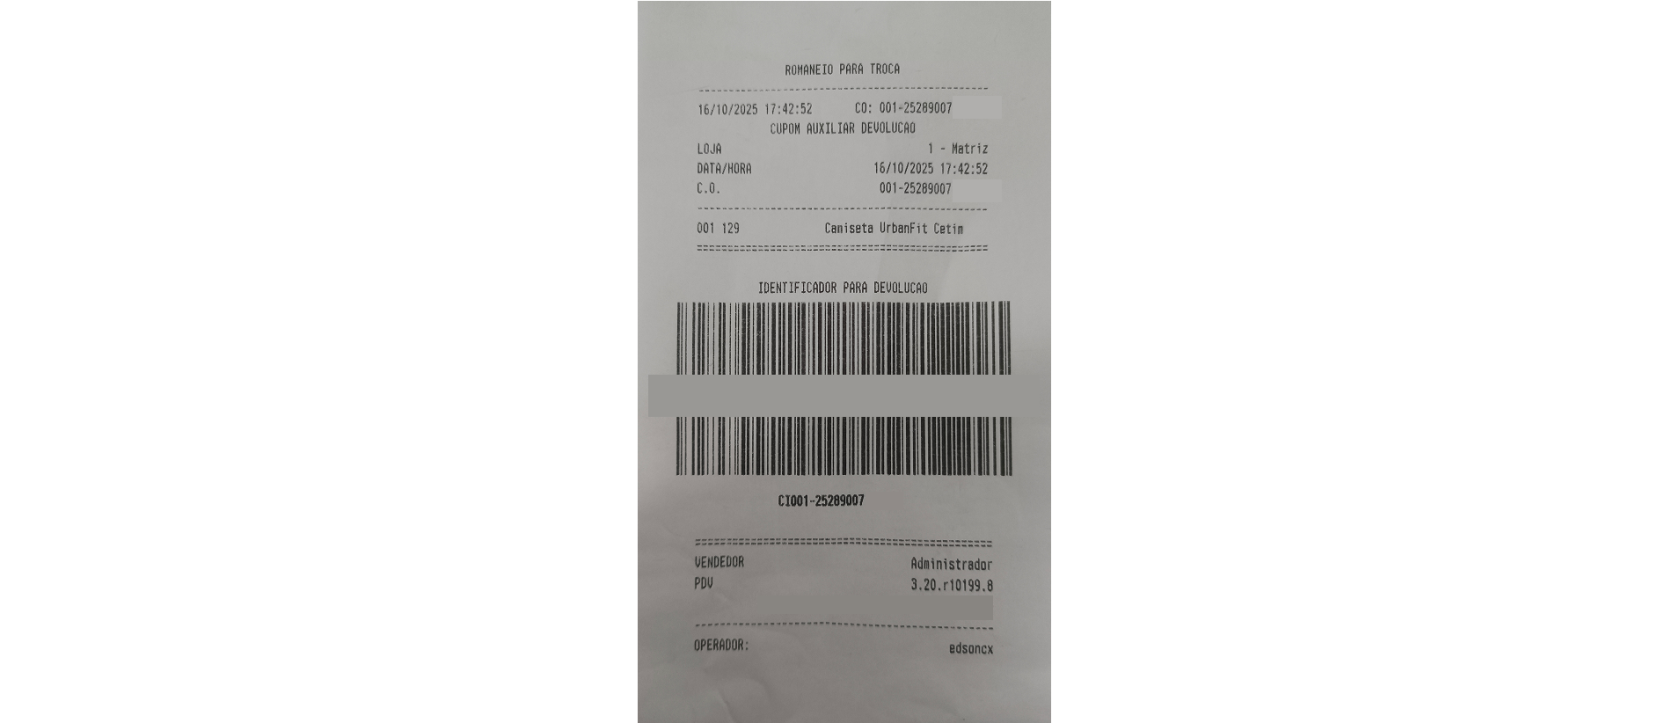 ROMANEIO PARA TROCA
16/10/2025 17:42:52 CO: 001-25289007
CUPOM AUXILIAR DEVOLUCAO
LOJA 1 - Matriz
DATA/HORA 16/10/2025 17:42:52
C.O. 001-25289007
001 129 Camiseta UrbanFit Cetim
IDENTIFICADOR PARA DEVOLUCAO
CI001-25289007
VENDEDOR Administrador
PDV 3.20.r10199.8
OPERADOR: edsoncx